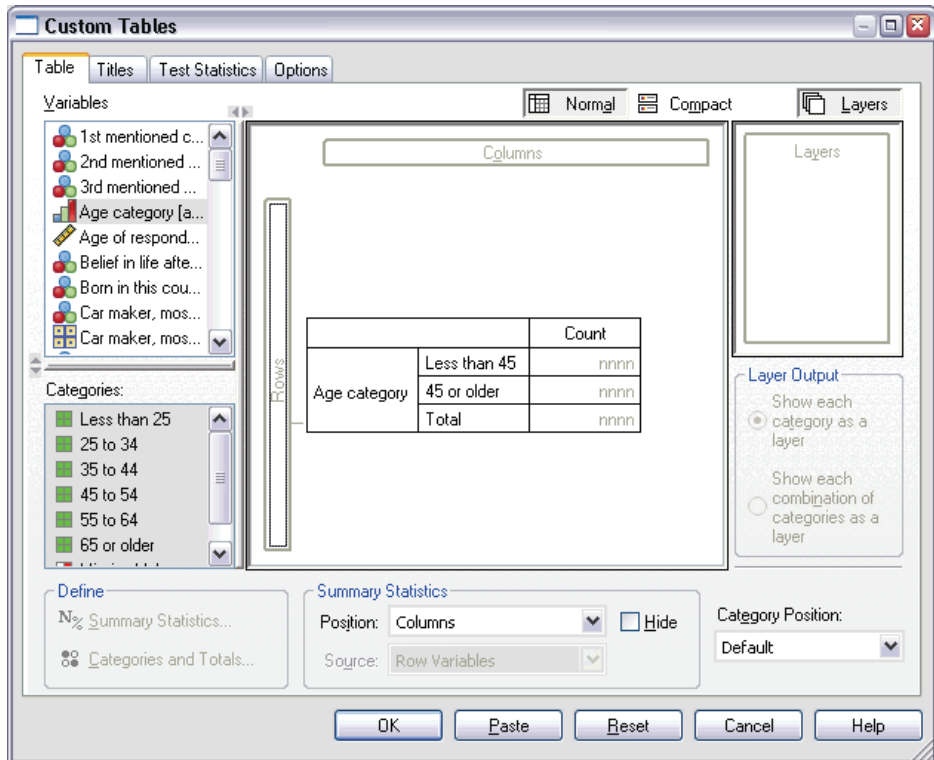 Custom Tables
Table
Titles
Test Statistics
Options
Variables
1st mentioned c...
2nd mentioned ...
3rd mentioned ...
Age category [a...
Age of respond...
Belief in life afte...
Born in this cou...
Car maker, mos...
Car maker, mos...
Categories:
Less than 25
25 to 34
35 to 44
45 to 54
55 to 64
65 or older
Normal
Compact
Layers
Columns
Rows
Count
Age category
Less than 45
nnnn
45 or older
nnnn
Total
nnnn
Layers
Layer Output
Show each
category as a
layer
Show each
combination of
categories as a
layer
Define
N% Summary Statistics...
Categories and Totals...
Summary Statistics
Position:
Columns
Hide
Source:
Row Variables
Category Position:
Default
OK
Paste
Reset
Cancel
Help